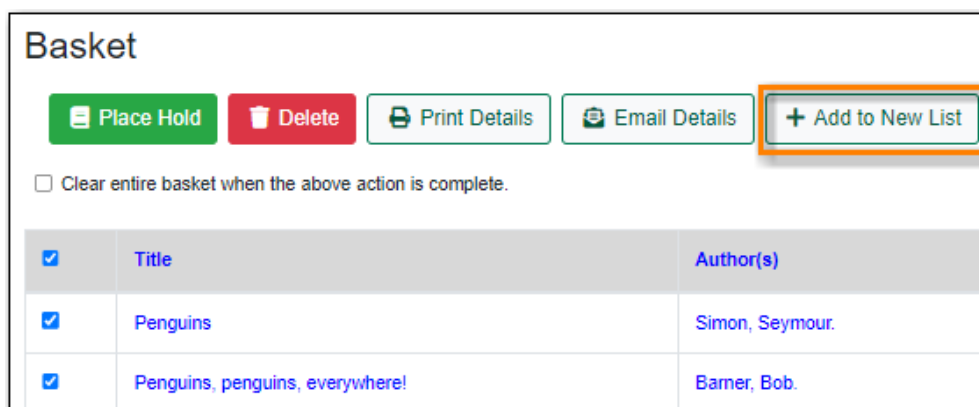 Basket
Place Hold Delete Print Details Email Details + Add to New List
Clear entire basket when the above action is complete.
Title Author(s)
Penguins Simon, Seymour.
Penguins, penguins, everywhere! Barner, Bob.